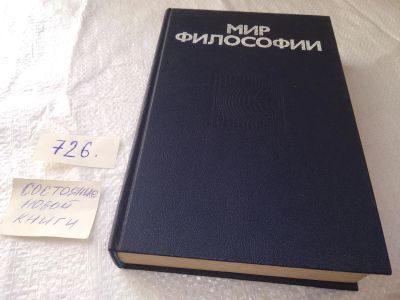 МИР
ФИЛОСОФИИ
726.
СОСТОЯНИЕ
НОВОЙ
КНИГИ